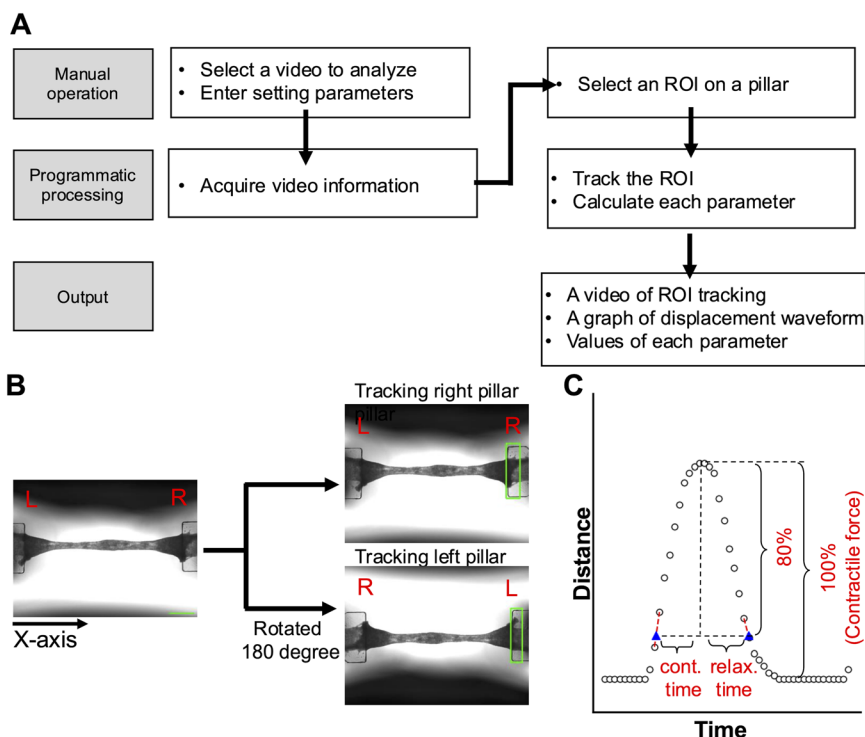 A
Manual
operation
• Select a video to analyze
• Enter setting parameters
• Select an ROI on a pillar
Programmatic
processing
• Acquire video information
• Track the ROI
• Calculate each parameter
Output
• A video of ROI tracking
• A graph of displacement waveform
• Values of each parameter
B
L
R
X-axis
Tracking right pillar
pillar
L
R
Tracking left pillar
R
L
Rotated
180 degree
C
Distance
80%
100%
(Contractile force)
cont.
time
relax.
time
Time